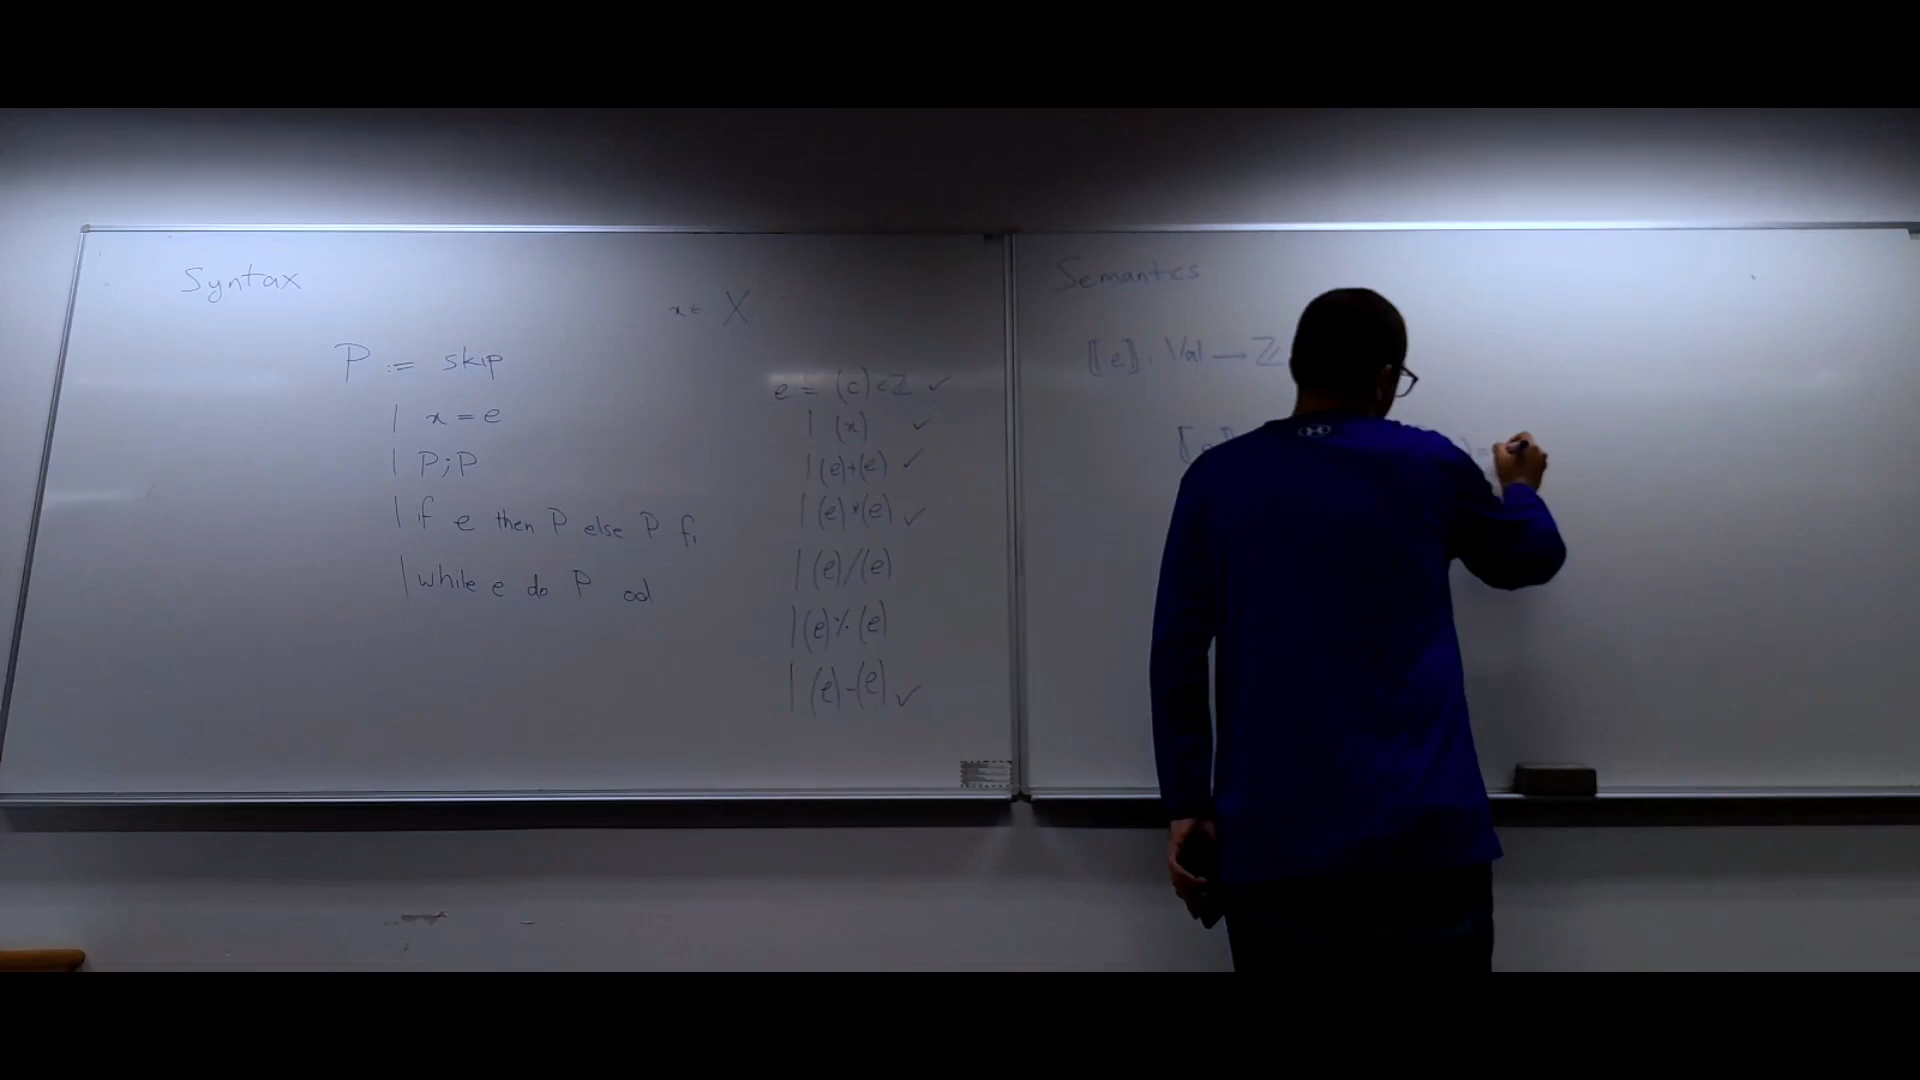 Syntax
x ∈ X
P := skip
| x = e
| P;P
| if e then P else P fi
| while e do P od
e = (c) ∈ ℤ ✓
| (x) ✓
| (e)+(e) ✓
| (e)*(e) ✓
| (e)/(e)
| (e)%(e)
| (e)-(e) ✓
Semantics
⟦e⟧: Val → ℤ